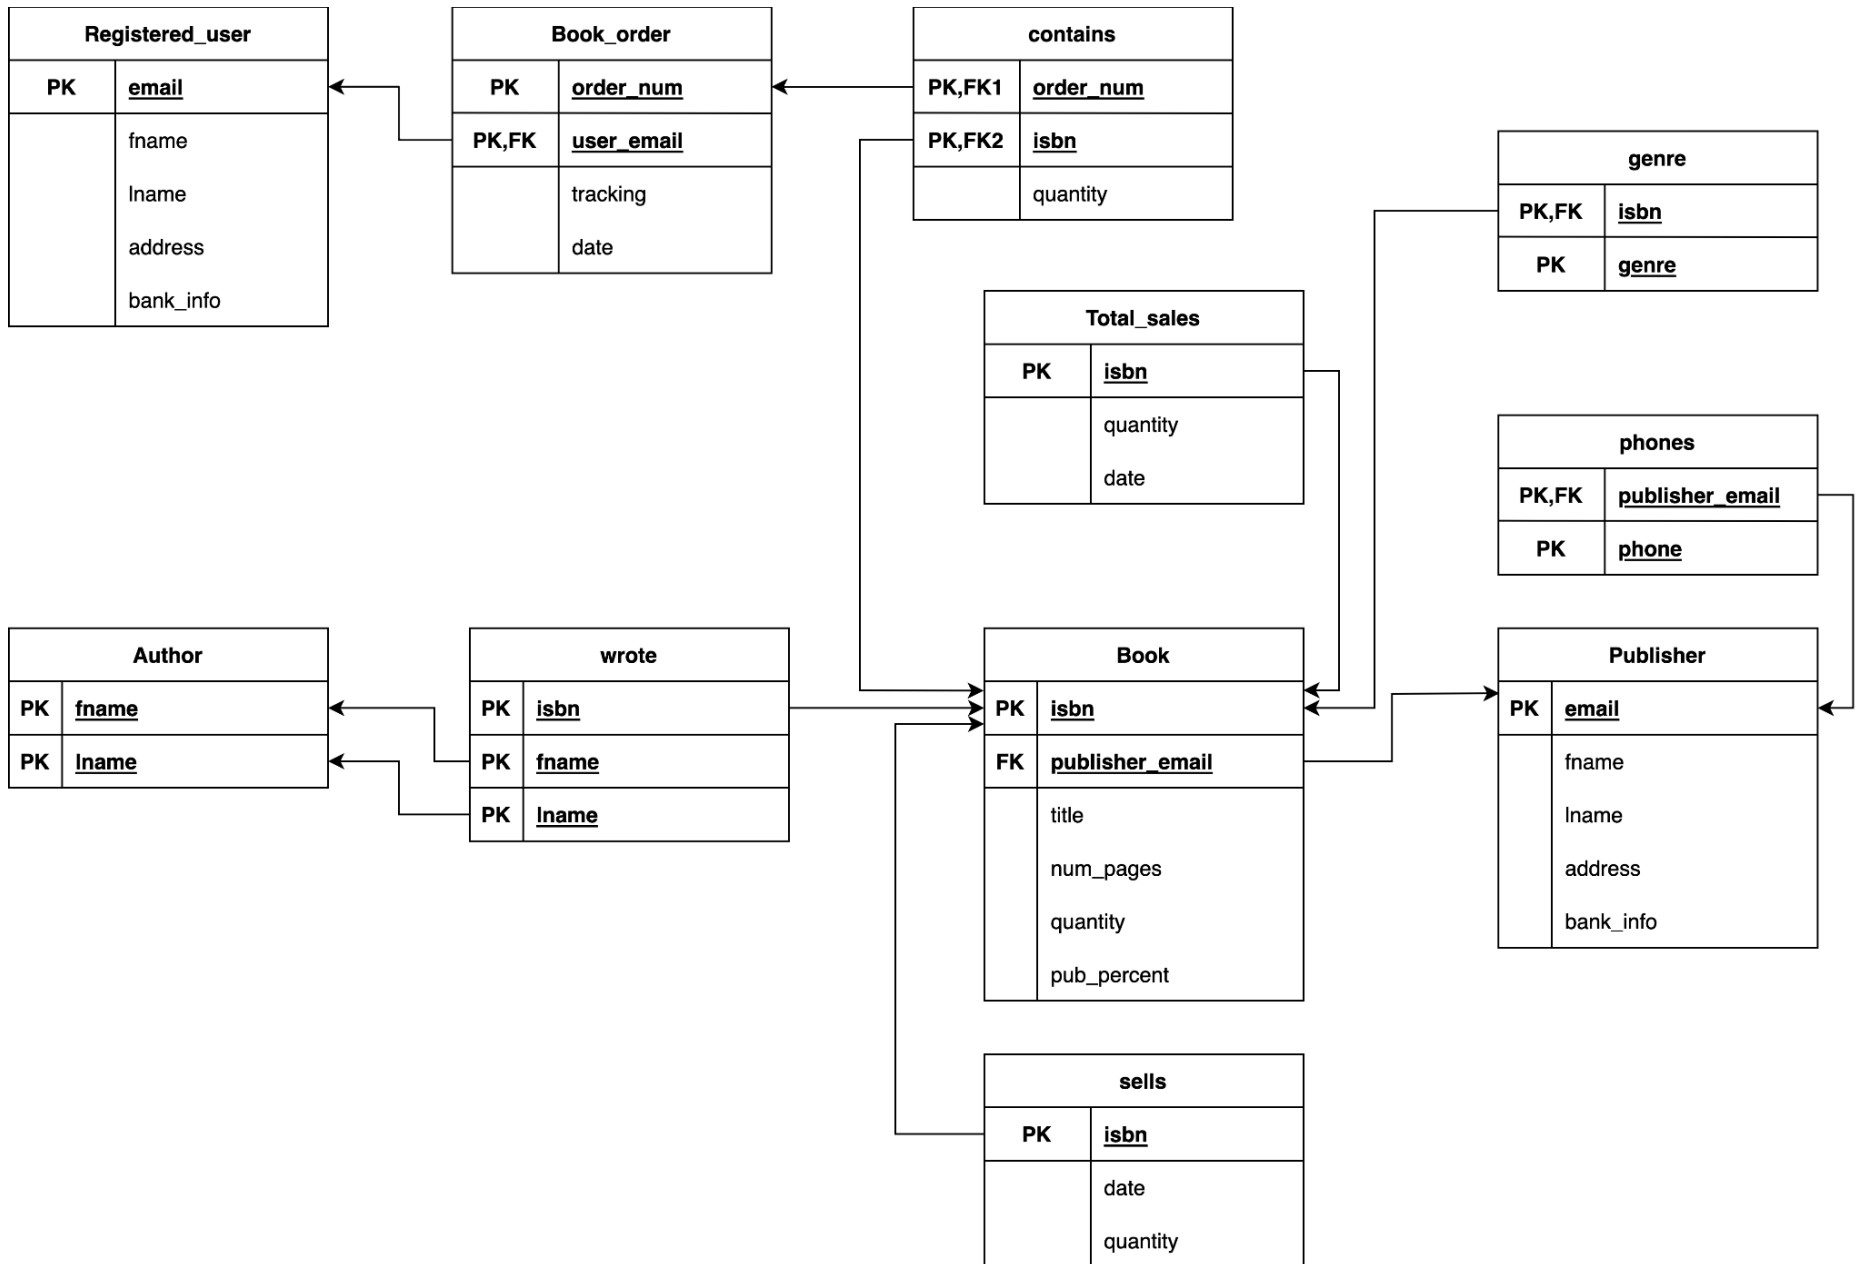 Registered_user
PK email
fname
lname
address
bank_info
Book_order
PK order_num
PK,FK user_email
tracking
date
contains
PK,FK1 order_num
PK,FK2 isbn
quantity
genre
PK,FK isbn
PK genre
Total_sales
PK isbn
quantity
date
phones
PK,FK publisher_email
PK phone
Author
PK fname
PK lname
wrote
PK isbn
PK fname
PK lname
Book
PK isbn
FK publisher_email
title
num_pages
quantity
pub_percent
Publisher
PK email
fname
lname
address
bank_info
sells
PK isbn
date
quantity